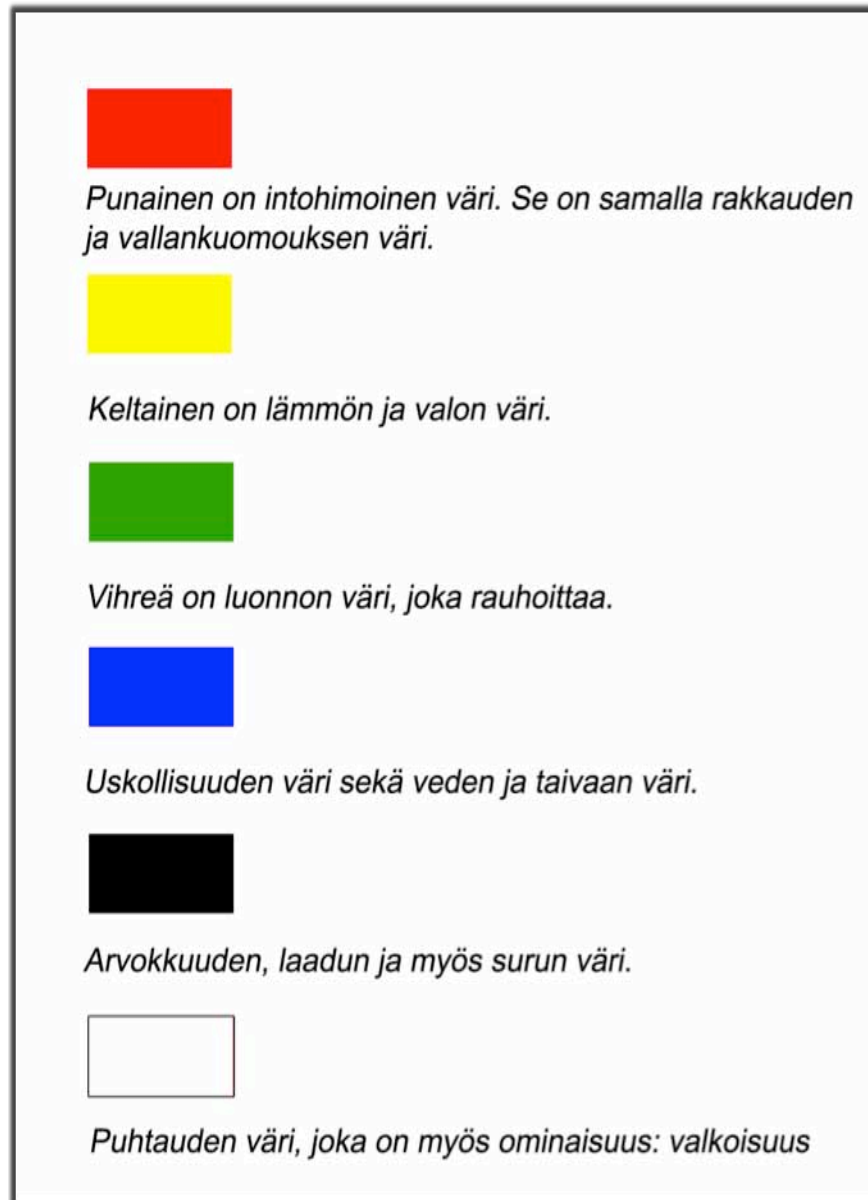 Punainen on intohimoinen väri. Se on samalla rakkauden
ja vallankuomouksen väri.
Keltainen on lämmön ja valon väri.
Vihreä on luonnon väri, joka rauhoittaa.
Uskollisuuden väri sekä veden ja taivaan väri.
Arvokkuuden, laadun ja myös surun väri.
Puhtauden väri, joka on myös ominaisuus: valkoisuus